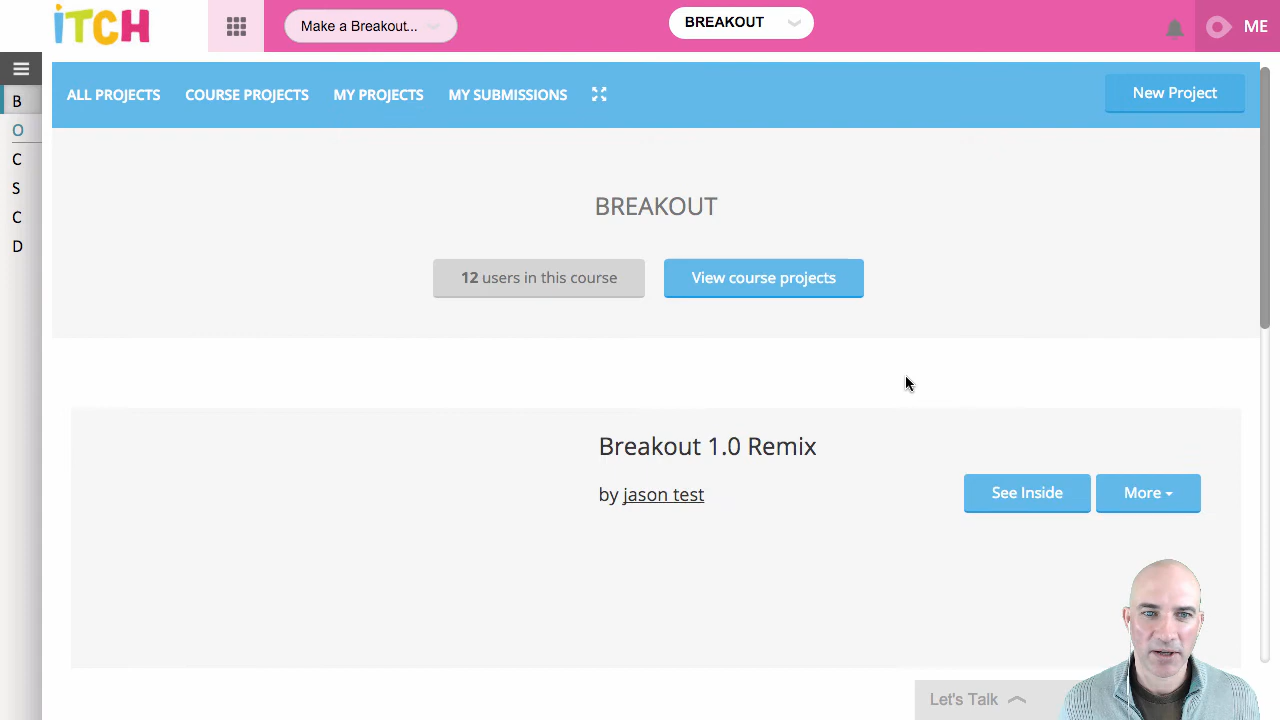 iTCH
Make a Breakout...
BREAKOUT
ME
B
O
C
S
C
D
ALL PROJECTS
COURSE PROJECTS
MY PROJECTS
MY SUBMISSIONS
New Project
BREAKOUT
12 users in this course
View course projects
Breakout 1.0 Remix
by jason test
See Inside
More
Let's Talk